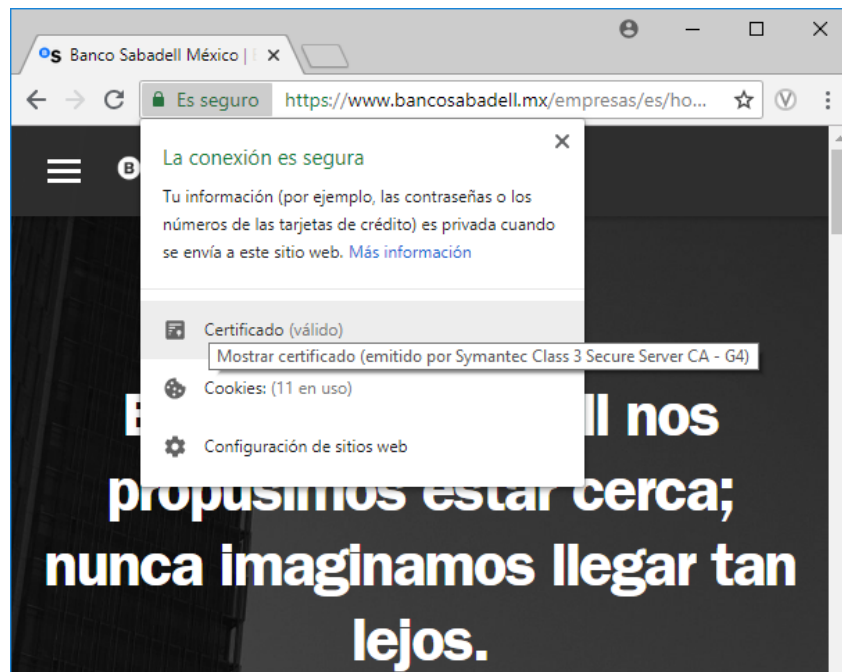 Banco Sabadell México |
Es seguro https://www.bancosabadell.mx/empresas/es/ho...
La conexión es segura
Tu información (por ejemplo, las contraseñas o los
números de las tarjetas de crédito) es privada cuando
se envía a este sitio web. Más información
Certificado (válido)
Mostrar certificado (emitido por Symantec Class 3 Secure Server CA - G4)
Cookies: (11 en uso)
Configuración de sitios web
nos
propusimos estar cerca;
nunca imaginamos llegar tan
lejos.